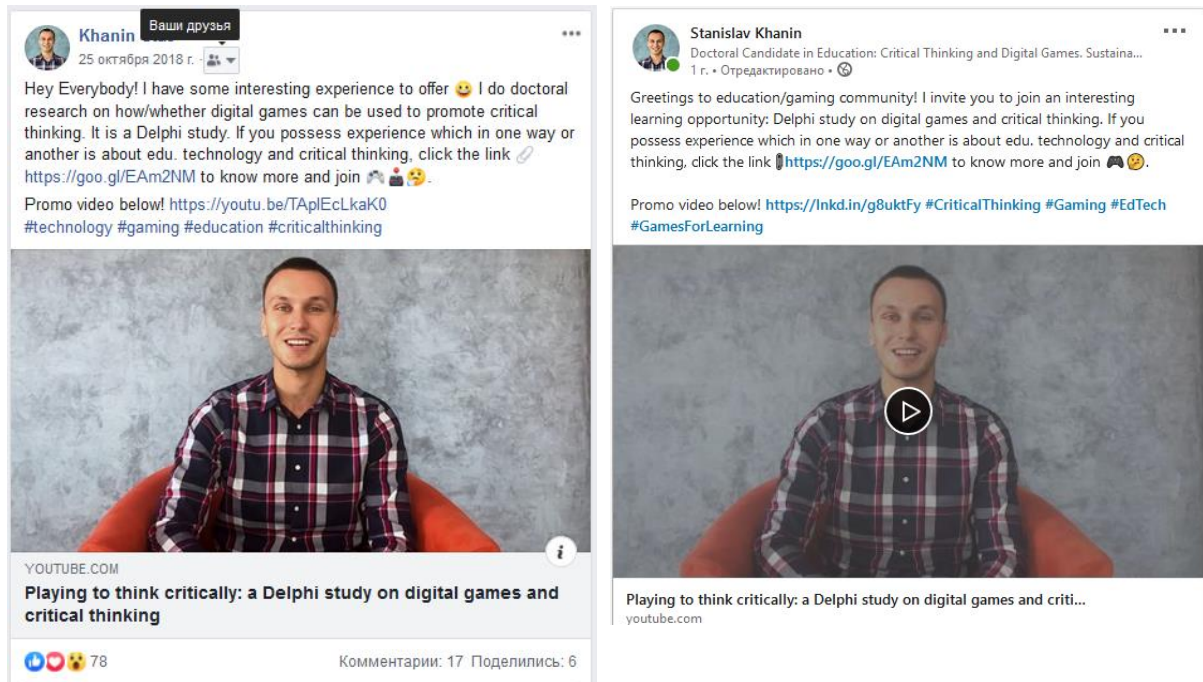 Ваши друзья
Khanin
25 октября 2018 г. ·
Hey Everybody! I have some interesting experience to offer 😀 I do doctoral
research on how/whether digital games can be used to promote critical
thinking. It is a Delphi study. If you possess experience which in one way or
another is about edu. technology and critical thinking, click the link 📎
https://goo.gl/EAm2NM to know more and join 🎮🕹️🤔.
Promo video below! https://youtu.be/TAplEcLkaK0
#technology #gaming #education #criticalthinking
YOUTUBE.COM
Playing to think critically: a Delphi study on digital games and
critical thinking
78
Комментарии: 17 Поделились: 6
Stanislav Khanin
Doctoral Candidate in Education: Critical Thinking and Digital Games. Sustaina...
1 г. • Отредактировано •
Greetings to education/gaming community! I invite you to join an interesting
learning opportunity: Delphi study on digital games and critical thinking. If you
possess experience which in one way or another is about edu. technology and critical
thinking, click the link 📎https://goo.gl/EAm2NM to know more and join 🎮🤔.
Promo video below! https://lnkd.in/g8uktFy #CriticalThinking #Gaming #EdTech
#GamesForLearning
Playing to think critically: a Delphi study on digital games and criti...
youtube.com